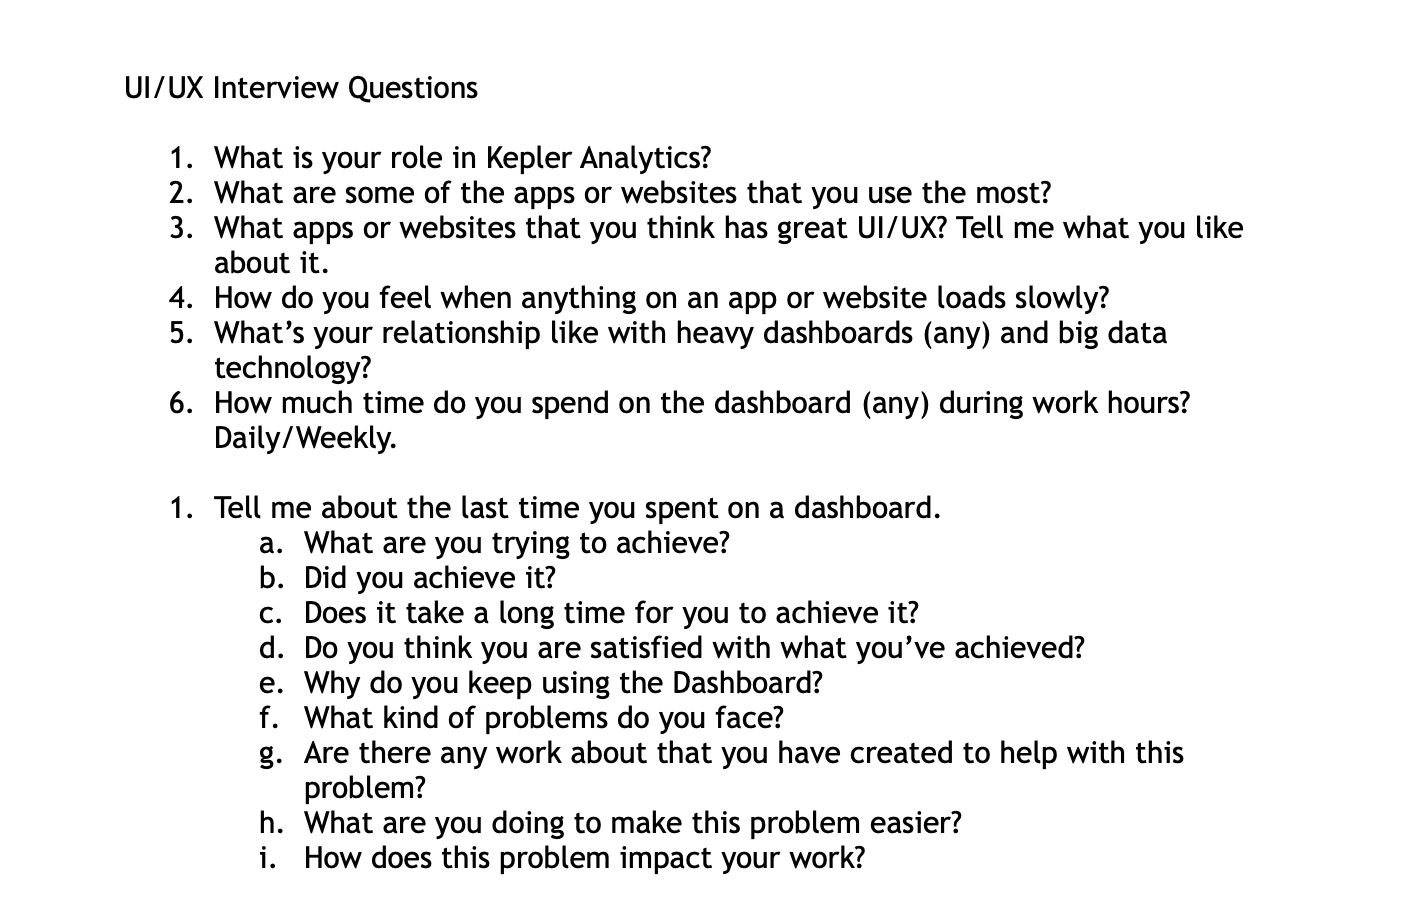 UI/UX Interview Questions
1. What is your role in Kepler Analytics?
2. What are some of the apps or websites that you use the most?
3. What apps or websites that you think has great UI/UX? Tell me what you like
about it.
4. How do you feel when anything on an app or website loads slowly?
5. What’s your relationship like with heavy dashboards (any) and big data
technology?
6. How much time do you spend on the dashboard (any) during work hours?
Daily/Weekly.
1. Tell me about the last time you spent on a dashboard.
a. What are you trying to achieve?
b. Did you achieve it?
c. Does it take a long time for you to achieve it?
d. Do you think you are satisfied with what you’ve achieved?
e. Why do you keep using the Dashboard?
f. What kind of problems do you face?
g. Are there any work about that you have created to help with this
problem?
h. What are you doing to make this problem easier?
i. How does this problem impact your work?